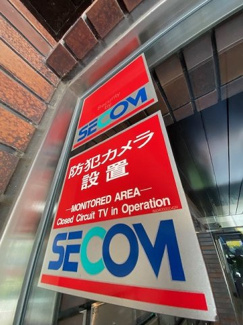 SECOM
防犯カメラ
設置
—MONITORED AREA—
Closed Circuit TV in Operation
SECOM